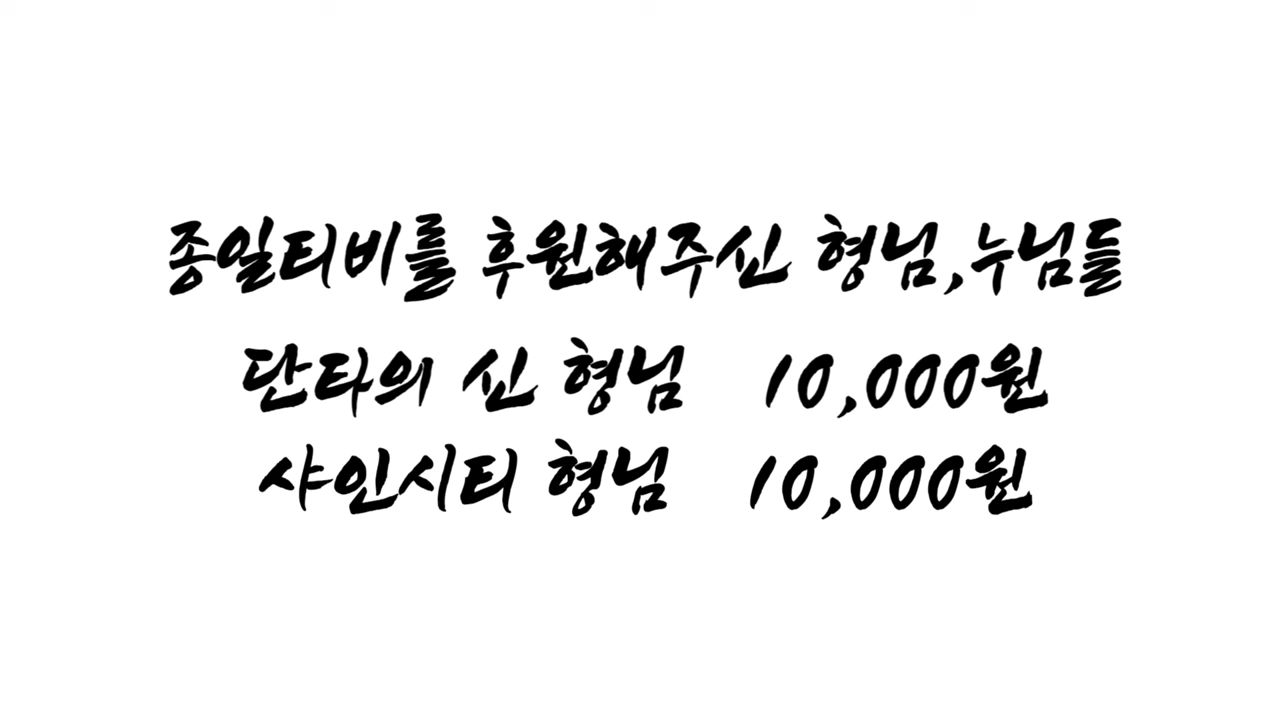 종일티비를 후원해주신 형님,누님들
단타의 신 형님 10,000원
샤인시티 형님 10,000원